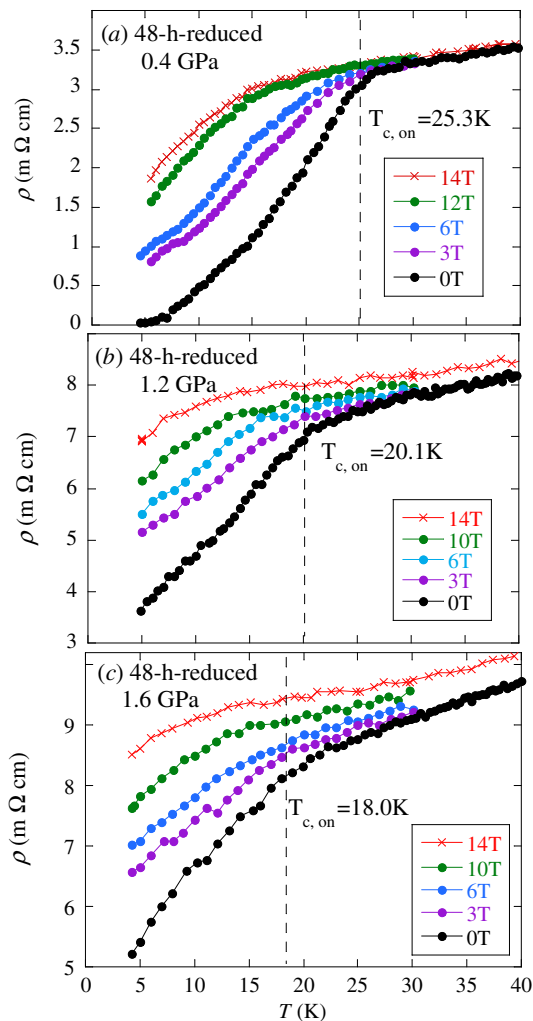 (a) 48-h-reduced
0.4 GPa
3.5
3
2.5
2
1.5
1
0.5
0
ρ (m Ω cm)
T c, on =25.3K
14T
12T
6T
3T
0T
(b) 48-h-reduced
1.2 GPa
8
7
6
5
4
3
ρ (m Ω cm)
T c, on =20.1K
14T
10T
6T
3T
0T
(c) 48-h-reduced
1.6 GPa
9
8
7
6
5
ρ (m Ω cm)
T c, on =18.0K
14T
10T
6T
3T
0T
0 5 10 15 20 25 30 35 40
T (K)